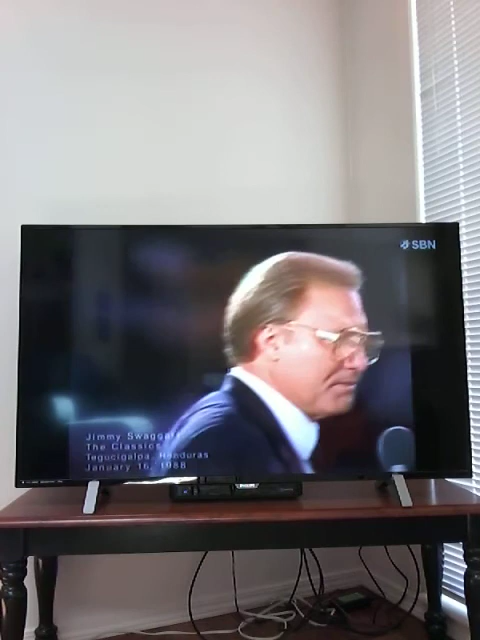 SBN
Jimmy Swaggart
The Classics
Tegucigalpa, Honduras
January 16, 1988